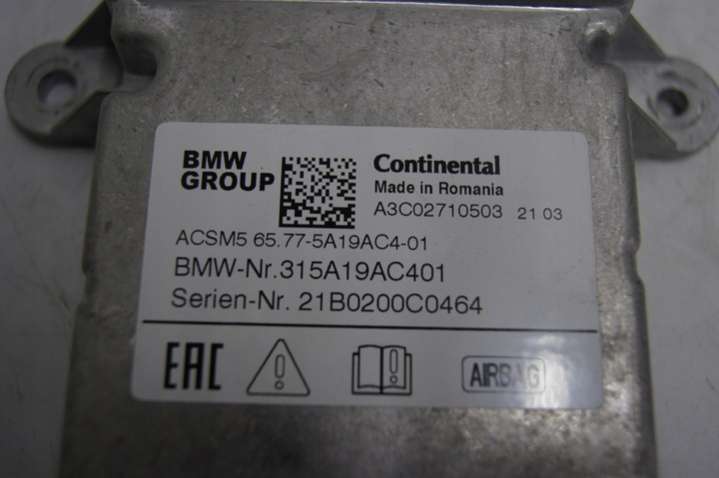 BMW
GROUP
Continental
Made in Romania
A3C02710503 21 03
ACSM5 65.77-5A19AC4-01
BMW-Nr.315A19AC401
Serien-Nr. 21B0200C0464
EAC
AIRBAG